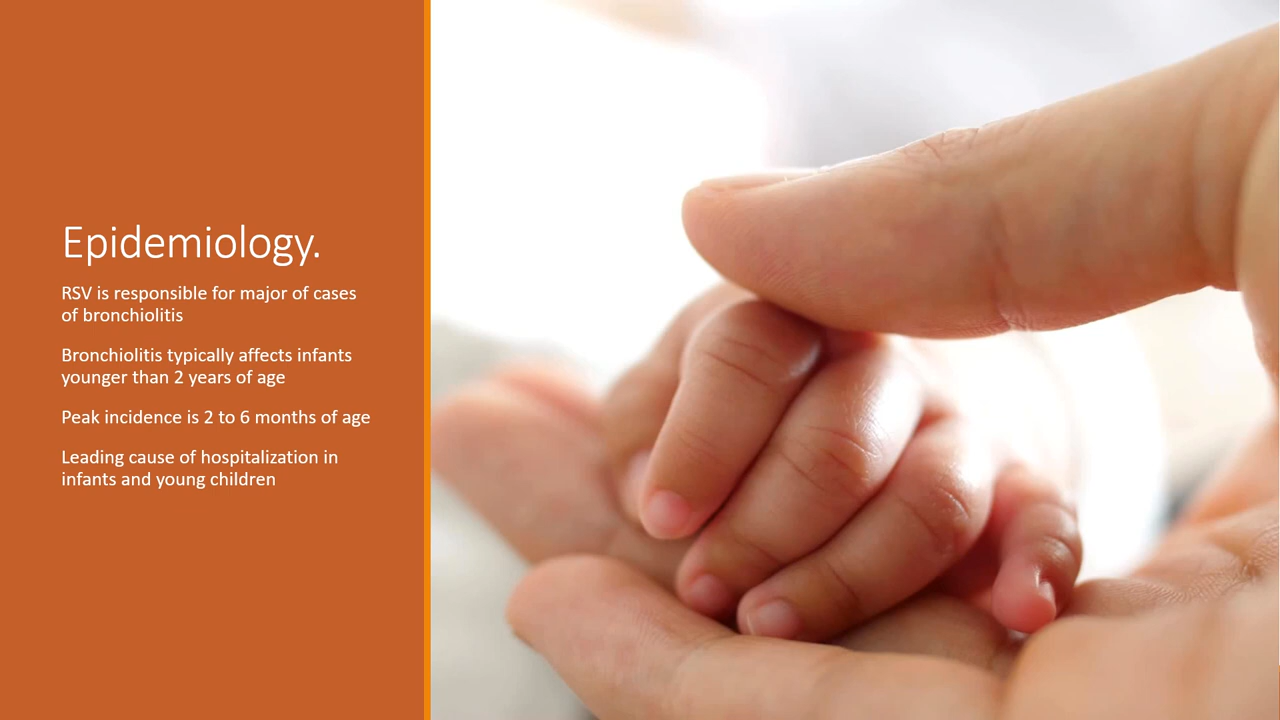 Epidemiology.
RSV is responsible for major of cases
of bronchiolitis
Bronchiolitis typically affects infants
younger than 2 years of age
Peak incidence is 2 to 6 months of age
Leading cause of hospitalization in
infants and young children